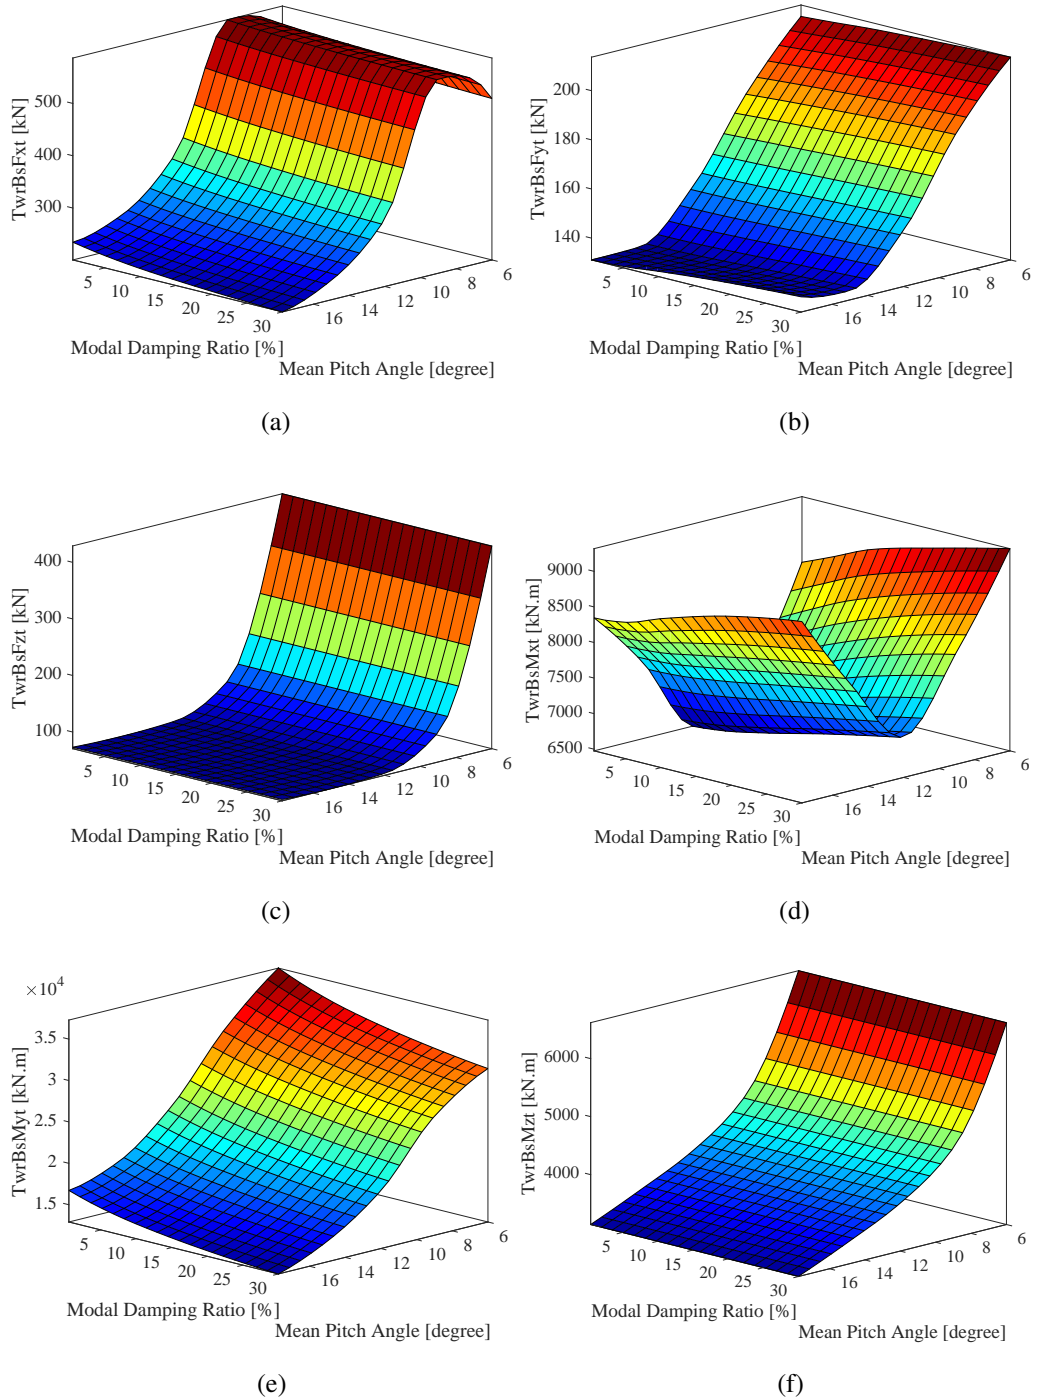 TwrBsFxt [kN]
500
400
300
5 10 15 20 25 30
16 14 12 10 8 6
Modal Damping Ratio [%]
Mean Pitch Angle [degree]
(a)
TwrBsFyt [kN]
200
180
160
140
5 10 15 20 25 30
16 14 12 10 8 6
Modal Damping Ratio [%]
Mean Pitch Angle [degree]
(b)
TwrBsFzt [kN]
400
300
200
100
5 10 15 20 25 30
16 14 12 10 8 6
Modal Damping Ratio [%]
Mean Pitch Angle [degree]
(c)
TwrBsMxt [kN.m]
9000
8500
8000
7500
7000
6500
5 10 15 20 25 30
16 14 12 10 8 6
Modal Damping Ratio [%]
Mean Pitch Angle [degree]
(d)
×10⁴
TwrBsMyt [kN.m]
3.5
3
2.5
2
1.5
5 10 15 20 25 30
16 14 12 10 8 6
Modal Damping Ratio [%]
Mean Pitch Angle [degree]
(e)
TwrBsMzt [kN.m]
6000
5000
4000
5 10 15 20 25 30
16 14 12 10 8 6
Modal Damping Ratio [%]
Mean Pitch Angle [degree]
(f)